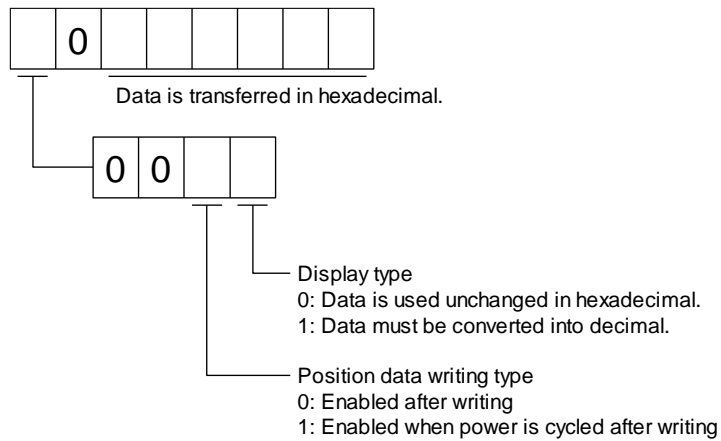 0
Data is transferred in hexadecimal.
0 0
Display type
0: Data is used unchanged in hexadecimal.
1: Data must be converted into decimal.
Position data writing type
0: Enabled after writing
1: Enabled when power is cycled after writing